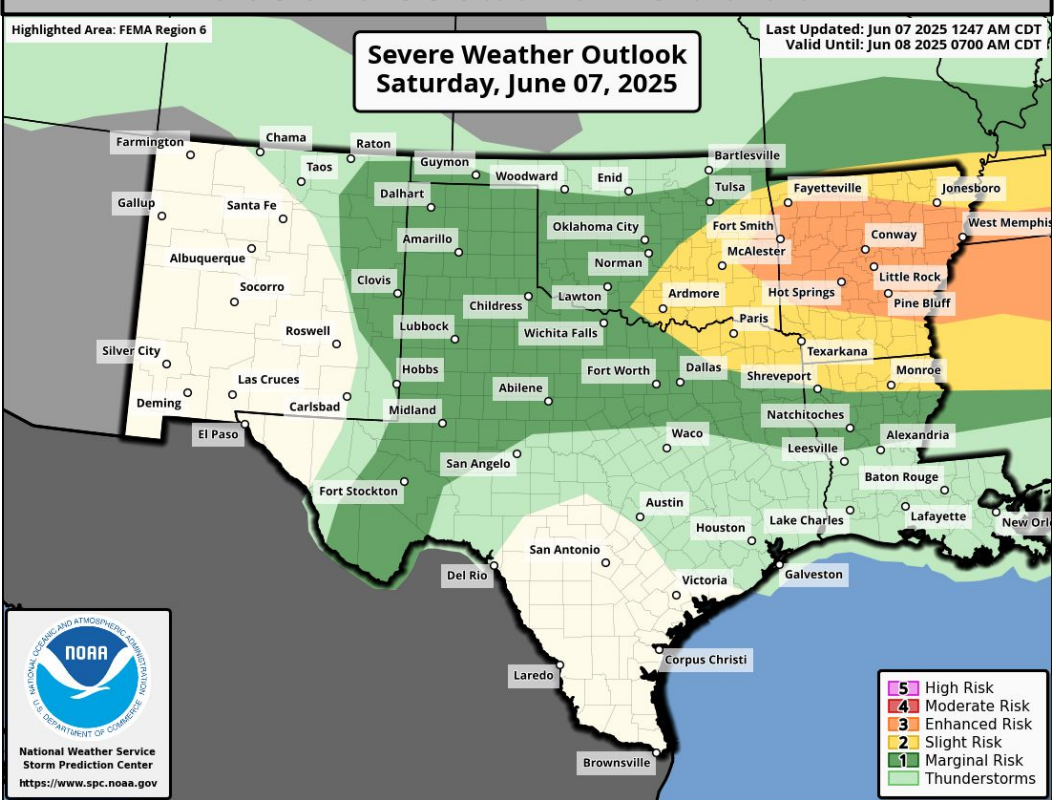 Highlighted Area: FEMA Region 6
Last Updated: Jun 07 2025 1247 AM CDT
Valid Until: Jun 08 2025 0700 AM CDT
Severe Weather Outlook
Saturday, June 07, 2025
Farmington
Chama
Raton
Taos
Guymon
Woodward
Enid
Bartlesville
Tulsa
Fayetteville
Jonesboro
Gallup
Santa Fe
Dalhart
Fort Smith
West Memphis
Oklahoma City
Conway
Amarillo
McAlester
Albuquerque
Norman
Little Rock
Clovis
Socorro
Childress
Lawton
Ardmore
Hot Springs
Pine Bluff
Roswell
Lubbock
Wichita Falls
Paris
Silver City
Texarkana
Las Cruces
Hobbs
Fort Worth
Dallas
Shreveport
Monroe
Abilene
Deming
Carlsbad
Midland
Natchitoches
El Paso
Waco
Leesville
Alexandria
San Angelo
Baton Rouge
Fort Stockton
Austin
Houston
Lake Charles
Lafayette
New Orl
San Antonio
Del Rio
Victoria
Galveston
Corpus Christi
Laredo
Brownsville
NATIONAL OCEANIC AND ATMOSPHERIC ADMINISTRATION
NOAA
U.S. DEPARTMENT OF COMMERCE
National Weather Service
Storm Prediction Center
https://www.spc.noaa.gov
5 High Risk
4 Moderate Risk
3 Enhanced Risk
2 Slight Risk
1 Marginal Risk
Thunderstorms